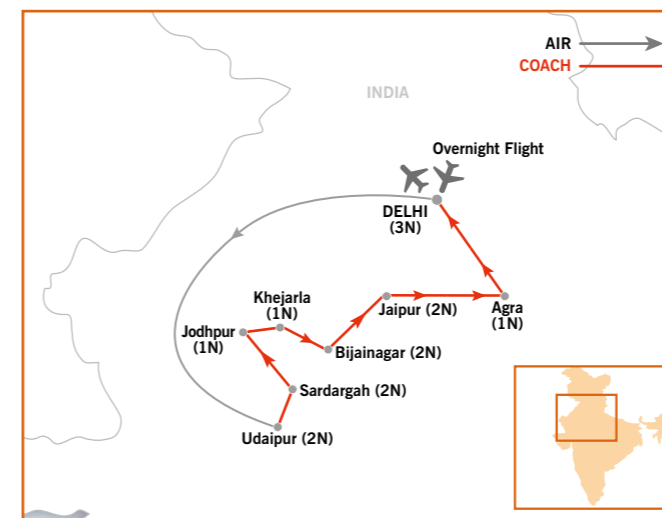 AIR
COACH
INDIA
Overnight Flight
DELHI
(3N)
Khejarla
(1N)
Jaipur (2N)
Agra
(1N)
Jodhpur
(1N)
Bijainagar (2N)
Sardargah (2N)
Udaipur (2N)